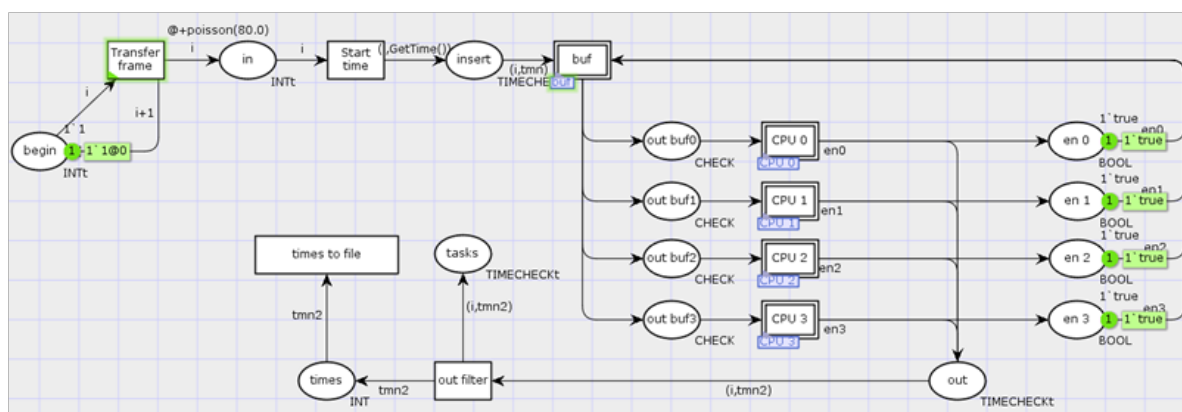 @+poisson(80.0)
Transfer
frame
i
in
INTt
i
Start
time
(i,GetTime())
insert
(i,tmn)
TIMECHE
buf
buf
i
i+1
1`1
begin
1
1`1@0
INTt
out buf0
CHECK
CPU 0
CPU 0
en0
1`true
en 0
en0
1
1`true
BOOL
out buf1
CHECK
CPU 1
CPU 1
en1
1`true
en 1
en1
1
1`true
BOOL
out buf2
CHECK
CPU 2
CPU 2
en2
1`true
en 2
en2
1
1`true
BOOL
out buf3
CHECK
CPU 3
CPU 3
en3
1`true
en 3
en3
1
1`true
BOOL
times to file
tasks
TIMECHECKt
tmn2
(i,tmn2)
times
INT
tmn2
out filter
(i,tmn2)
out
TIMECHECKt